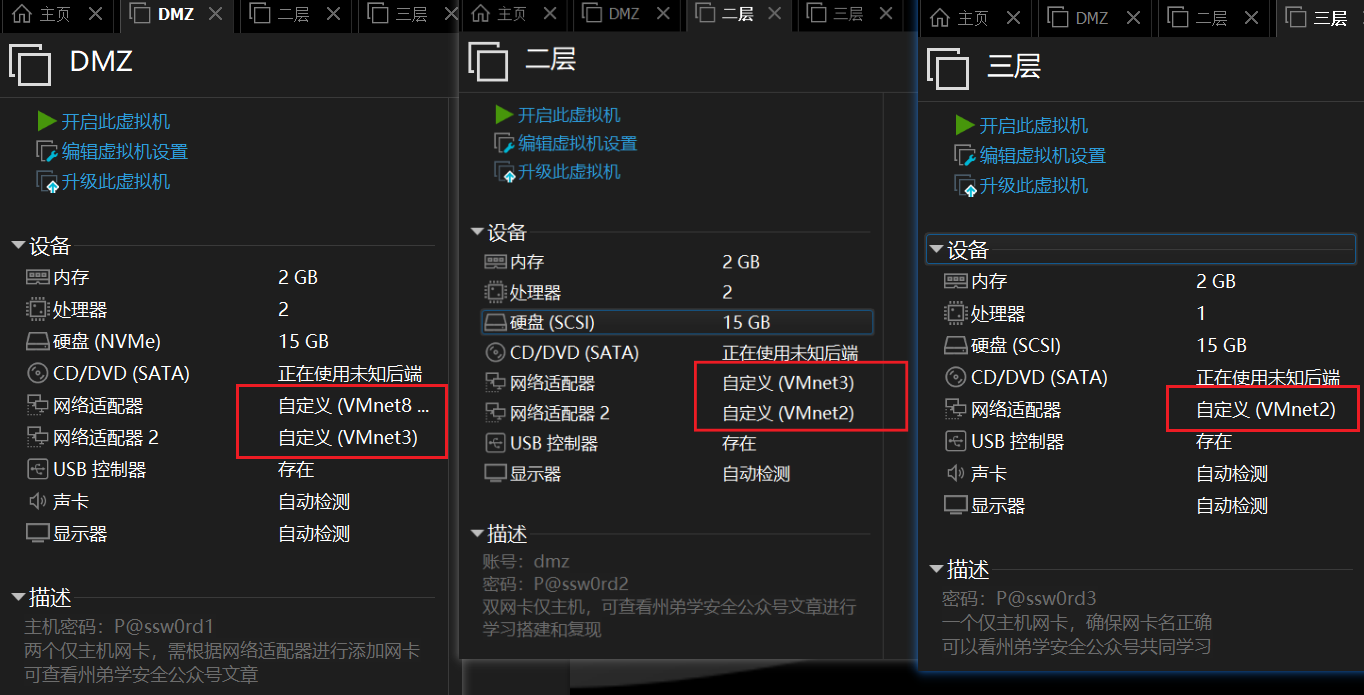 主页
DMZ
二层
三层
DMZ
开启此虚拟机
编辑虚拟机设置
升级此虚拟机
设备
内存 2 GB
处理器 2
硬盘 (NVMe) 15 GB
CD/DVD (SATA) 正在使用未知后端
网络适配器 自定义 (VMnet8 ...
网络适配器 2 自定义 (VMnet3)
USB 控制器 存在
声卡 自动检测
显示器 自动检测
描述
主机密码：P@ssw0rd1
两个仅主机网卡，需根据网络适配器进行添加网卡
可查看州弟学安全公众号文章
主页
DMZ
二层
三层
二层
开启此虚拟机
编辑虚拟机设置
升级此虚拟机
设备
内存 2 GB
处理器 2
硬盘 (SCSI) 15 GB
CD/DVD (SATA) 正在使用未知后端
网络适配器 自定义 (VMnet3)
网络适配器 2 自定义 (VMnet2)
USB 控制器 存在
显示器 自动检测
描述
账号：dmz
密码：P@ssw0rd2
双网卡仅主机，可查看州弟学安全公众号文章进行
学习搭建和复现
主页
DMZ
二层
三层
三层
开启此虚拟机
编辑虚拟机设置
升级此虚拟机
设备
内存 2 GB
处理器 1
硬盘 (SCSI) 15 GB
CD/DVD (SATA) 正在使用未知后端
网络适配器 自定义 (VMnet2)
USB 控制器 存在
声卡 自动检测
显示器 自动检测
描述
密码：P@ssw0rd3
一个仅主机网卡，确保网卡名正确
可以看州弟学安全公众号共同学习